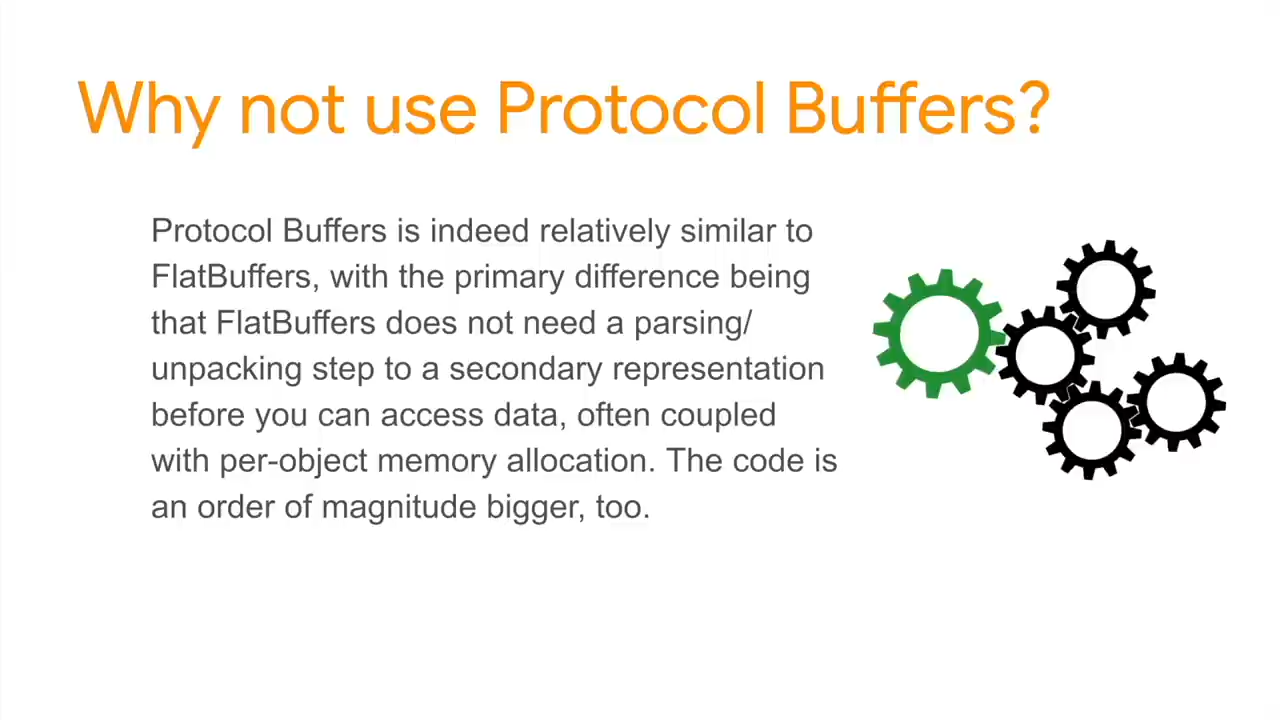 Why not use Protocol Buffers?
Protocol Buffers is indeed relatively similar to
FlatBuffers, with the primary difference being
that FlatBuffers does not need a parsing/
unpacking step to a secondary representation
before you can access data, often coupled
with per-object memory allocation. The code is
an order of magnitude bigger, too.